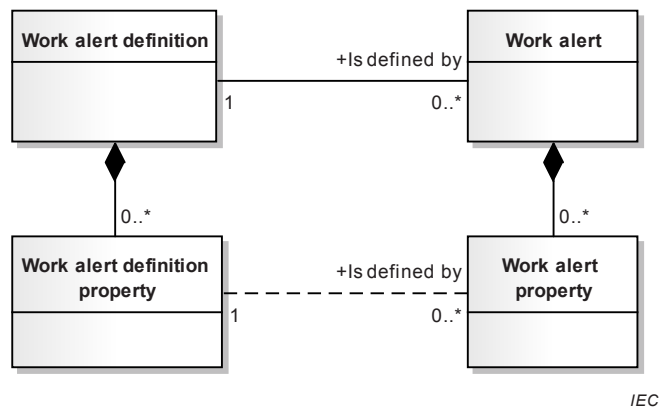 Work alert definition
Work alert
+Is defined by
1
0..*
0..*
0..*
Work alert definition
property
Work alert
property
+Is defined by
1
0..*
IEC